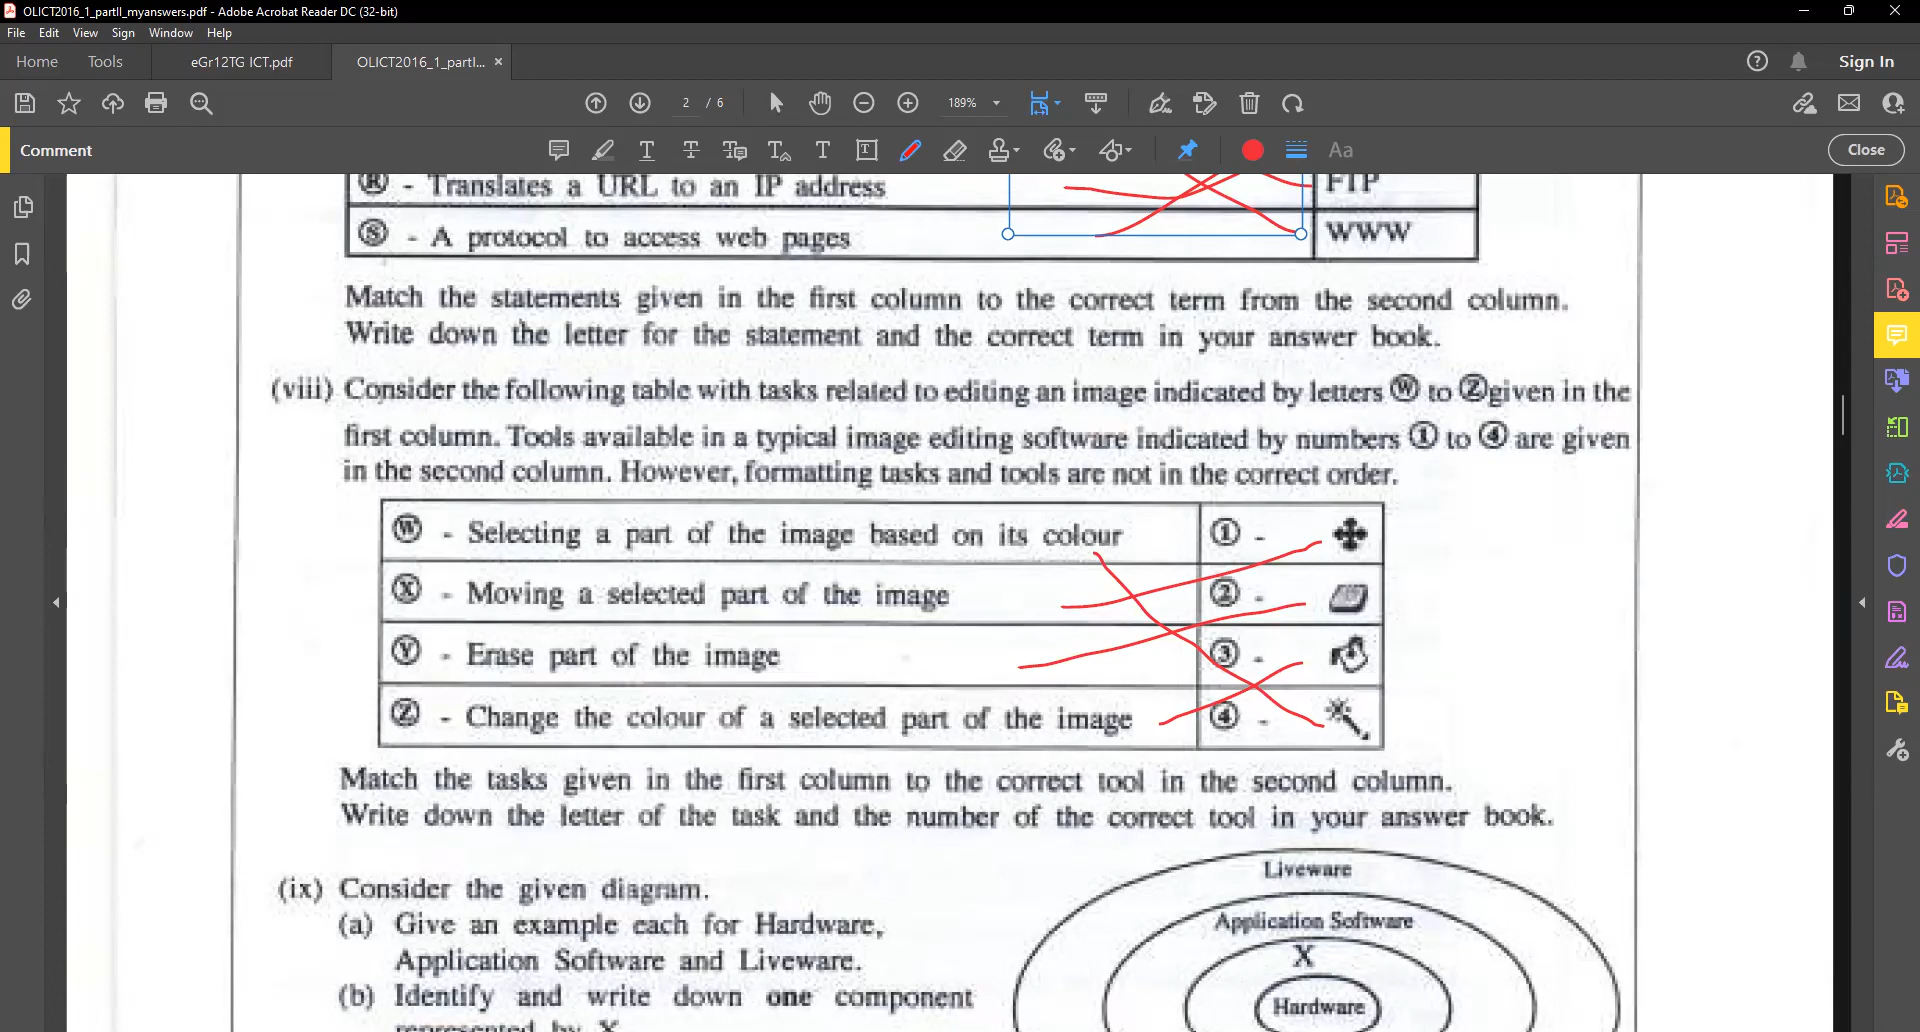 OLICT2016_1_partII_myanswers.pdf - Adobe Acrobat Reader DC (32-bit)
File Edit View Sign Window Help
Home Tools eGr12TG ICT.pdf OLICT2016_1_partI... × Sign In
2 / 6 189%
Comment Aa Close
Ⓡ - Translates a URL to an IP address FTP
Ⓢ - A protocol to access web pages WWW
Match the statements given in the first column to the correct term from the second column.
Write down the letter for the statement and the correct term in your answer book.
(viii) Consider the following table with tasks related to editing an image indicated by letters Ⓦ to Ⓩ given in the
first column. Tools available in a typical image editing software indicated by numbers ① to ④ are given
in the second column. However, formatting tasks and tools are not in the correct order.
Ⓦ - Selecting a part of the image based on its colour ① -
Ⓧ - Moving a selected part of the image ② -
Ⓨ - Erase part of the image ③ -
Ⓩ - Change the colour of a selected part of the image ④ -
Match the tasks given in the first column to the correct tool in the second column.
Write down the letter of the task and the number of the correct tool in your answer book.
(ix) Consider the given diagram.
(a) Give an example each for Hardware,
Application Software and Liveware.
(b) Identify and write down one component
represented by X
Liveware
Application Software
X
Hardware